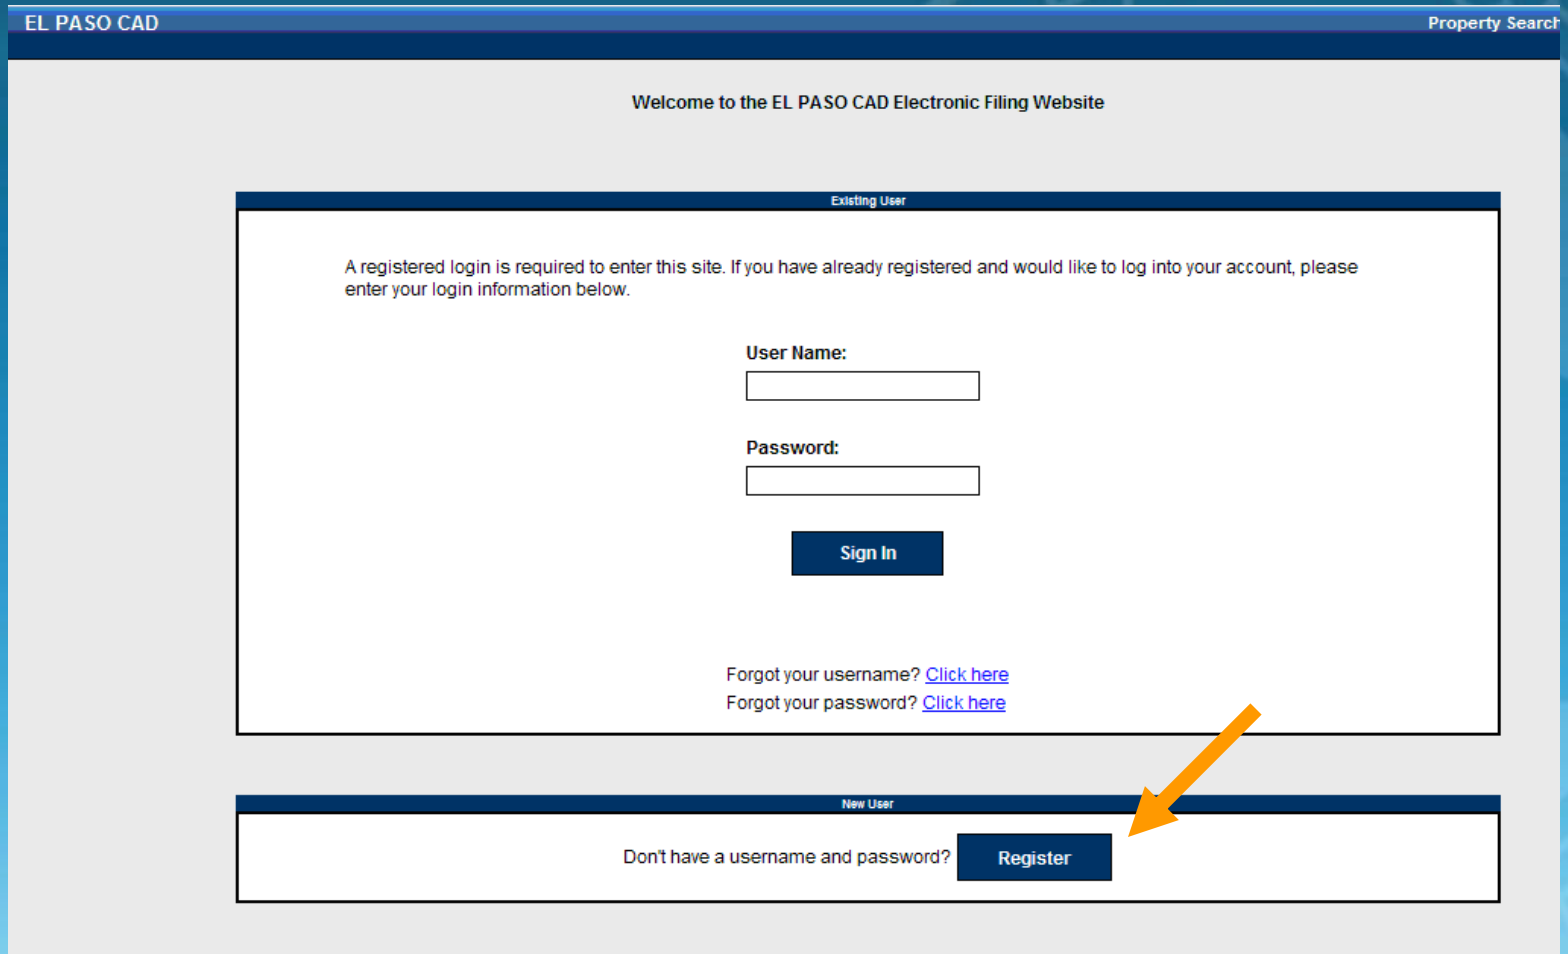 EL PASO CAD
Property Search
Welcome to the EL PASO CAD Electronic Filing Website
Existing User
A registered login is required to enter this site. If you have already registered and would like to log into your account, please
enter your login information below.
User Name:
Password:
Sign In
Forgot your username? Click here
Forgot your password? Click here
New User
Don't have a username and password? Register